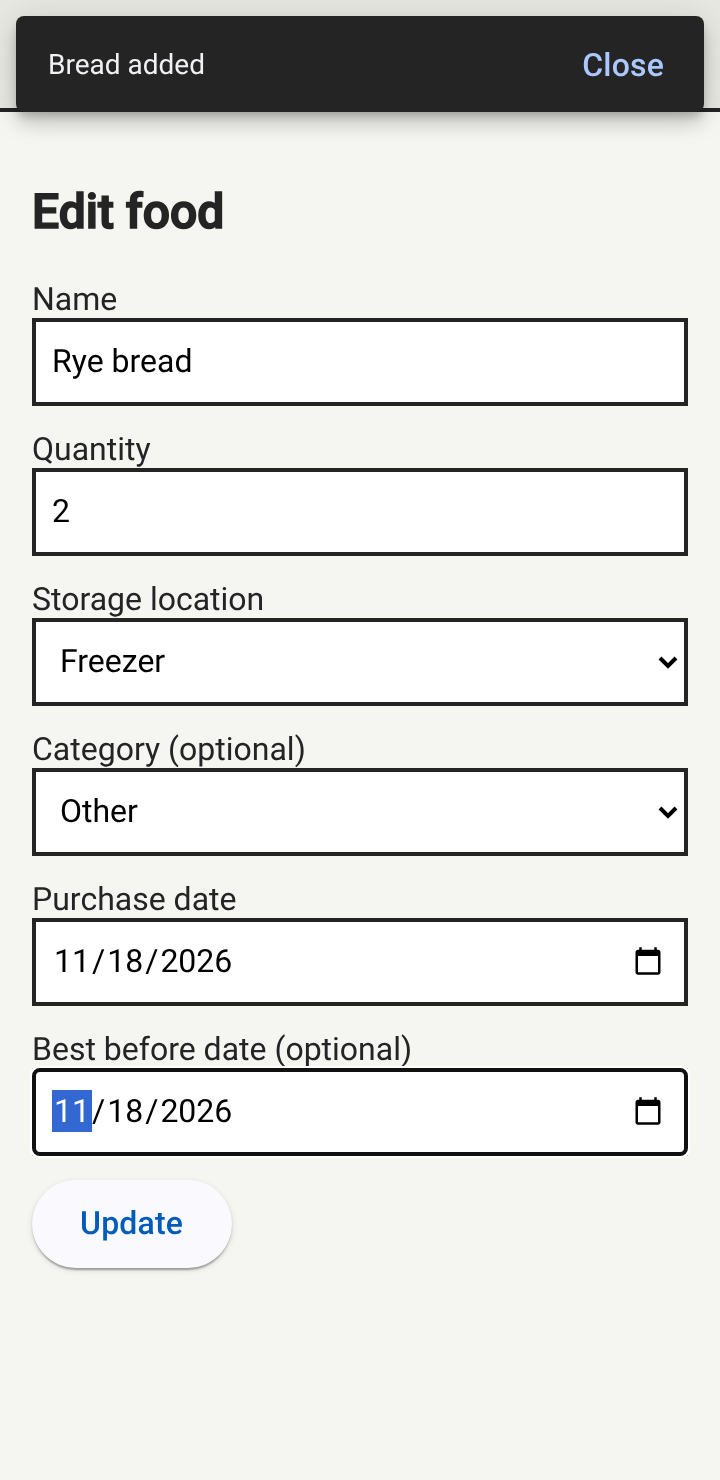 Bread added
Close
Edit food
Name
Rye bread
Quantity
2
Storage location
Freezer
Category (optional)
Other
Purchase date
11/18/2026
Best before date (optional)
11/18/2026
Update